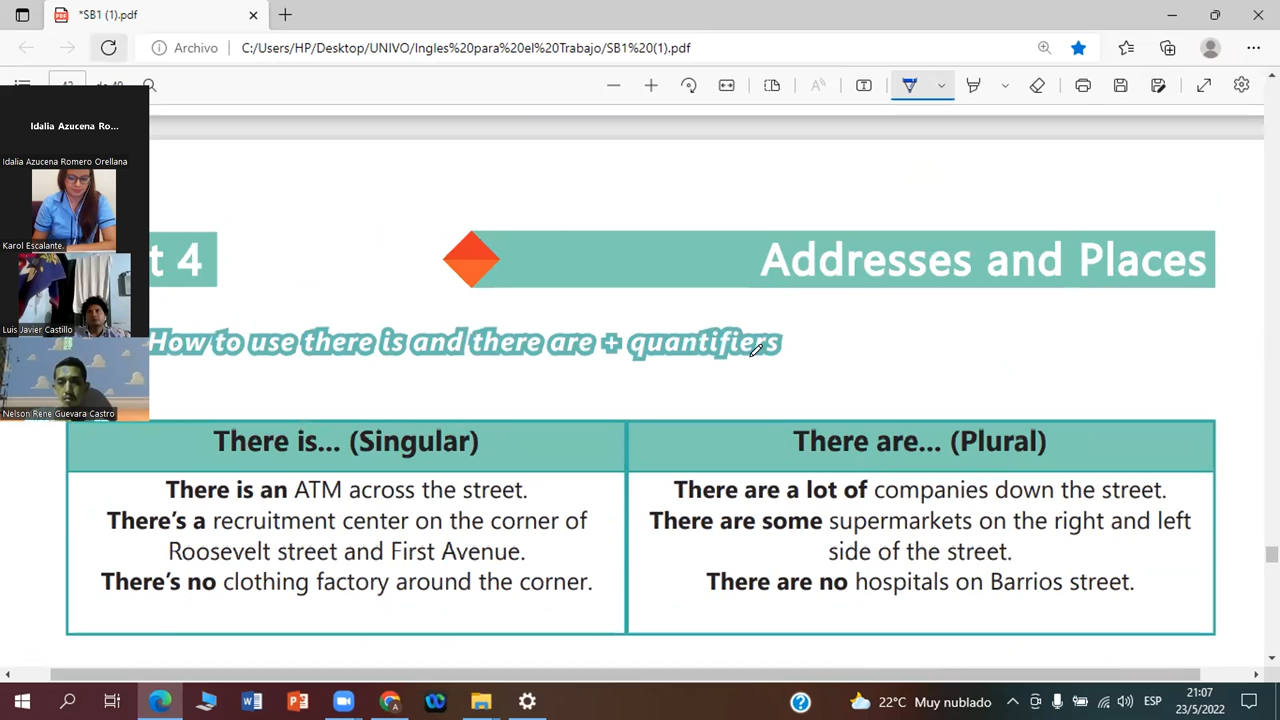 *SB1 (1).pdf
Archivo
C:/Users/HP/Desktop/UNIVO/Ingles%20para%20el%20Trabajo/SB1%20(1).pdf
Idalia Azucena Ro...
Idalia Azucena Romero Orellana
Karol Escalante.
Luis Javier Castillo
Nelson Rene Guevara Castro
t 4
Addresses and Places
How to use there is and there are + quantifiers
There is... (Singular)
There is an ATM across the street.
There's a recruitment center on the corner of
Roosevelt street and First Avenue.
There's no clothing factory around the corner.
There are... (Plural)
There are a lot of companies down the street.
There are some supermarkets on the right and left
side of the street.
There are no hospitals on Barrios street.
22°C Muy nublado
ESP
21:07
23/5/2022